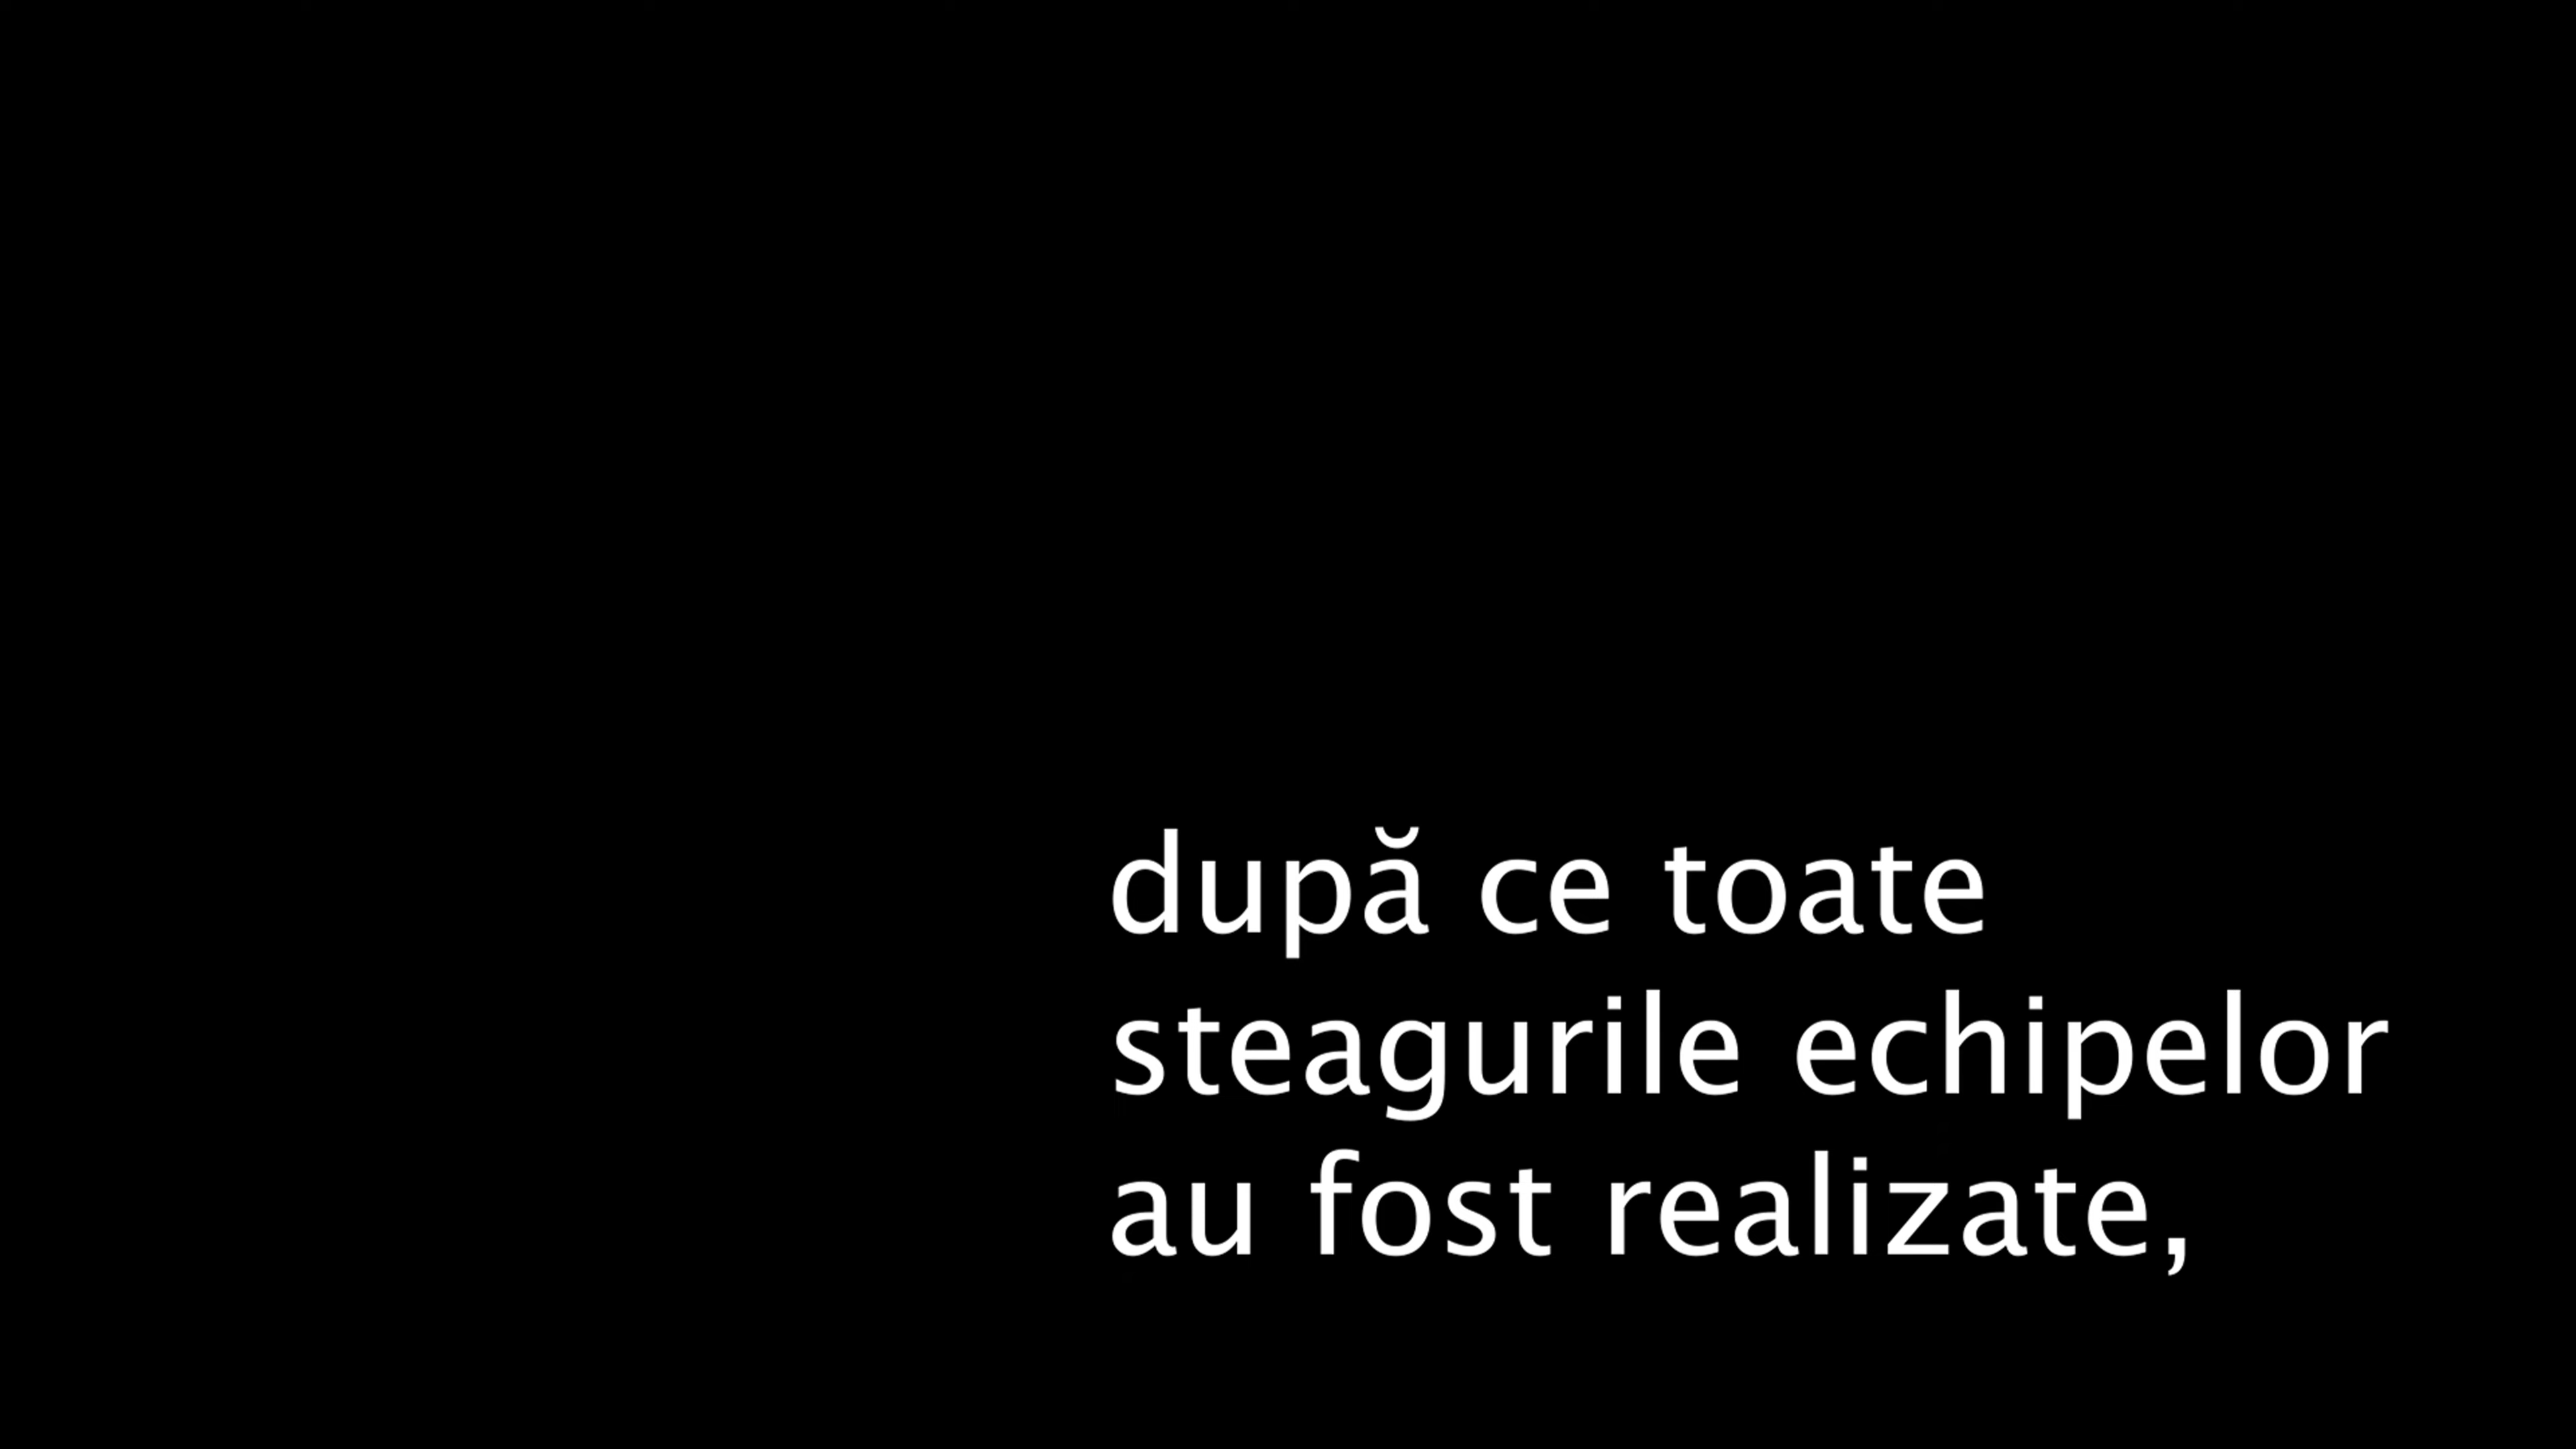 după ce toate
steagurile echipelor
au fost realizate,